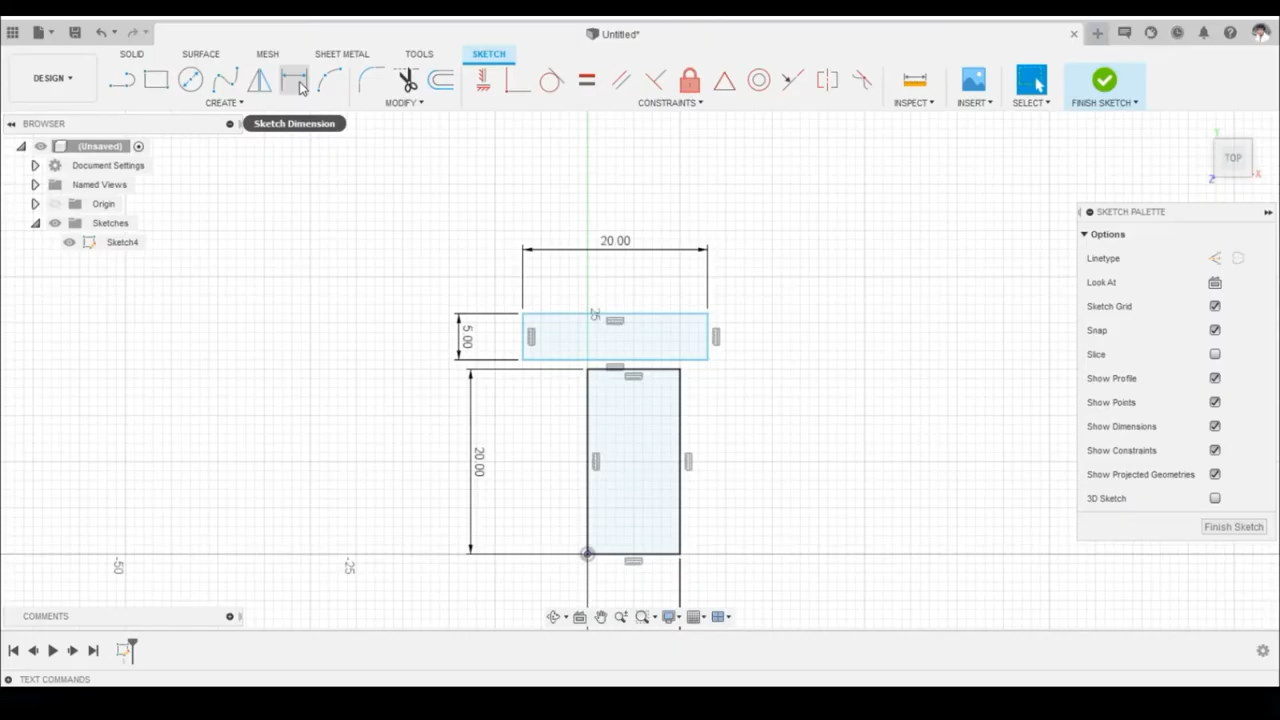 Untitled*
SOLID SURFACE MESH SHEET METAL TOOLS SKETCH
DESIGN
CREATE MODIFY CONSTRAINTS INSPECT INSERT SELECT FINISH SKETCH
BROWSER
Sketch Dimension
(Unsaved)
Document Settings
Named Views
Origin
Sketches
Sketch4
Y
TOP
X
Z
SKETCH PALETTE
Options
Linetype
Look At
Sketch Grid
Snap
Slice
Show Profile
Show Points
Show Dimensions
Show Constraints
Show Projected Geometries
3D Sketch
Finish Sketch
20.00
25
5.00
20.00
-50
-25
COMMENTS
TEXT COMMANDS